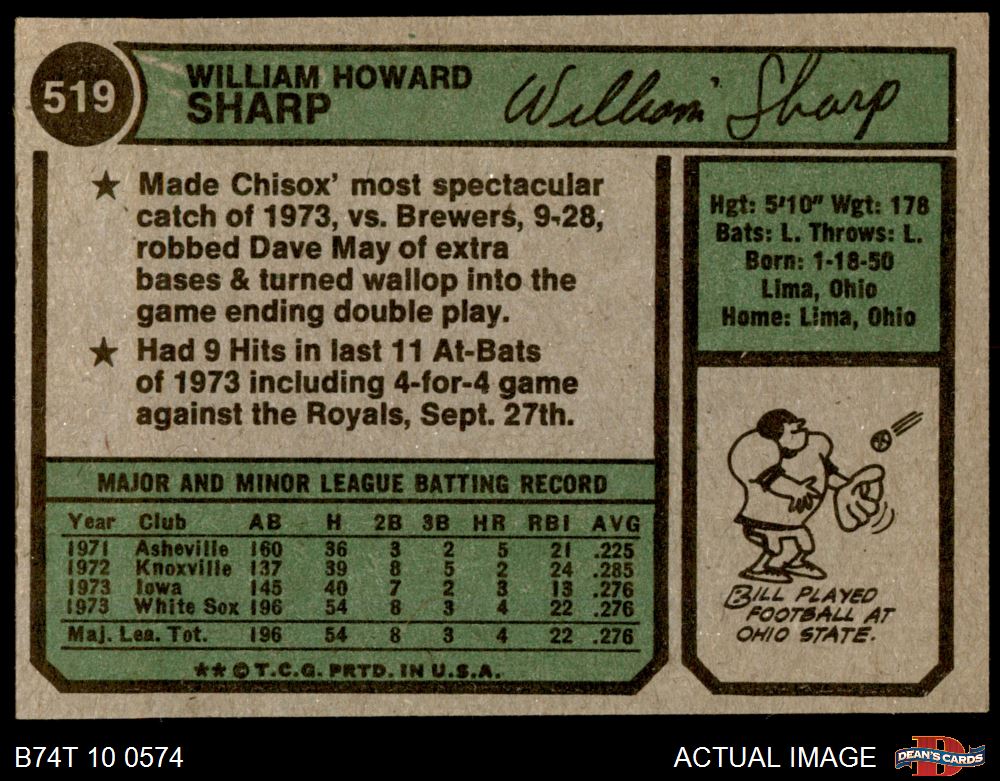 519
WILLIAM HOWARD
SHARP
William Sharp
★ Made Chisox' most spectacular
catch of 1973, vs. Brewers, 9-28,
robbed Dave May of extra
bases & turned wallop into the
game ending double play.
★ Had 9 Hits in last 11 At-Bats
of 1973 including 4-for-4 game
against the Royals, Sept. 27th.
Hgt: 5'10" Wgt: 178
Bats: L. Throws: L.
Born: 1-18-50
Lima, Ohio
Home: Lima, Ohio
MAJOR AND MINOR LEAGUE BATTING RECORD
Year Club AB H 2B 3B HR RBI AVG
1971 Asheville 160 36 3 2 5 21 .225
1972 Knoxville 137 39 8 5 2 24 .285
1973 Iowa 145 40 7 2 3 13 .276
1973 White Sox 196 54 8 3 4 22 .276
Maj. Lea. Tot. 196 54 8 3 4 22 .276
★★ © T.C.G. PRTD. IN U.S.A.
BILL PLAYED
FOOTBALL AT
OHIO STATE.
B74T 10 0574
ACTUAL IMAGE
D
DEAN'S CARDS